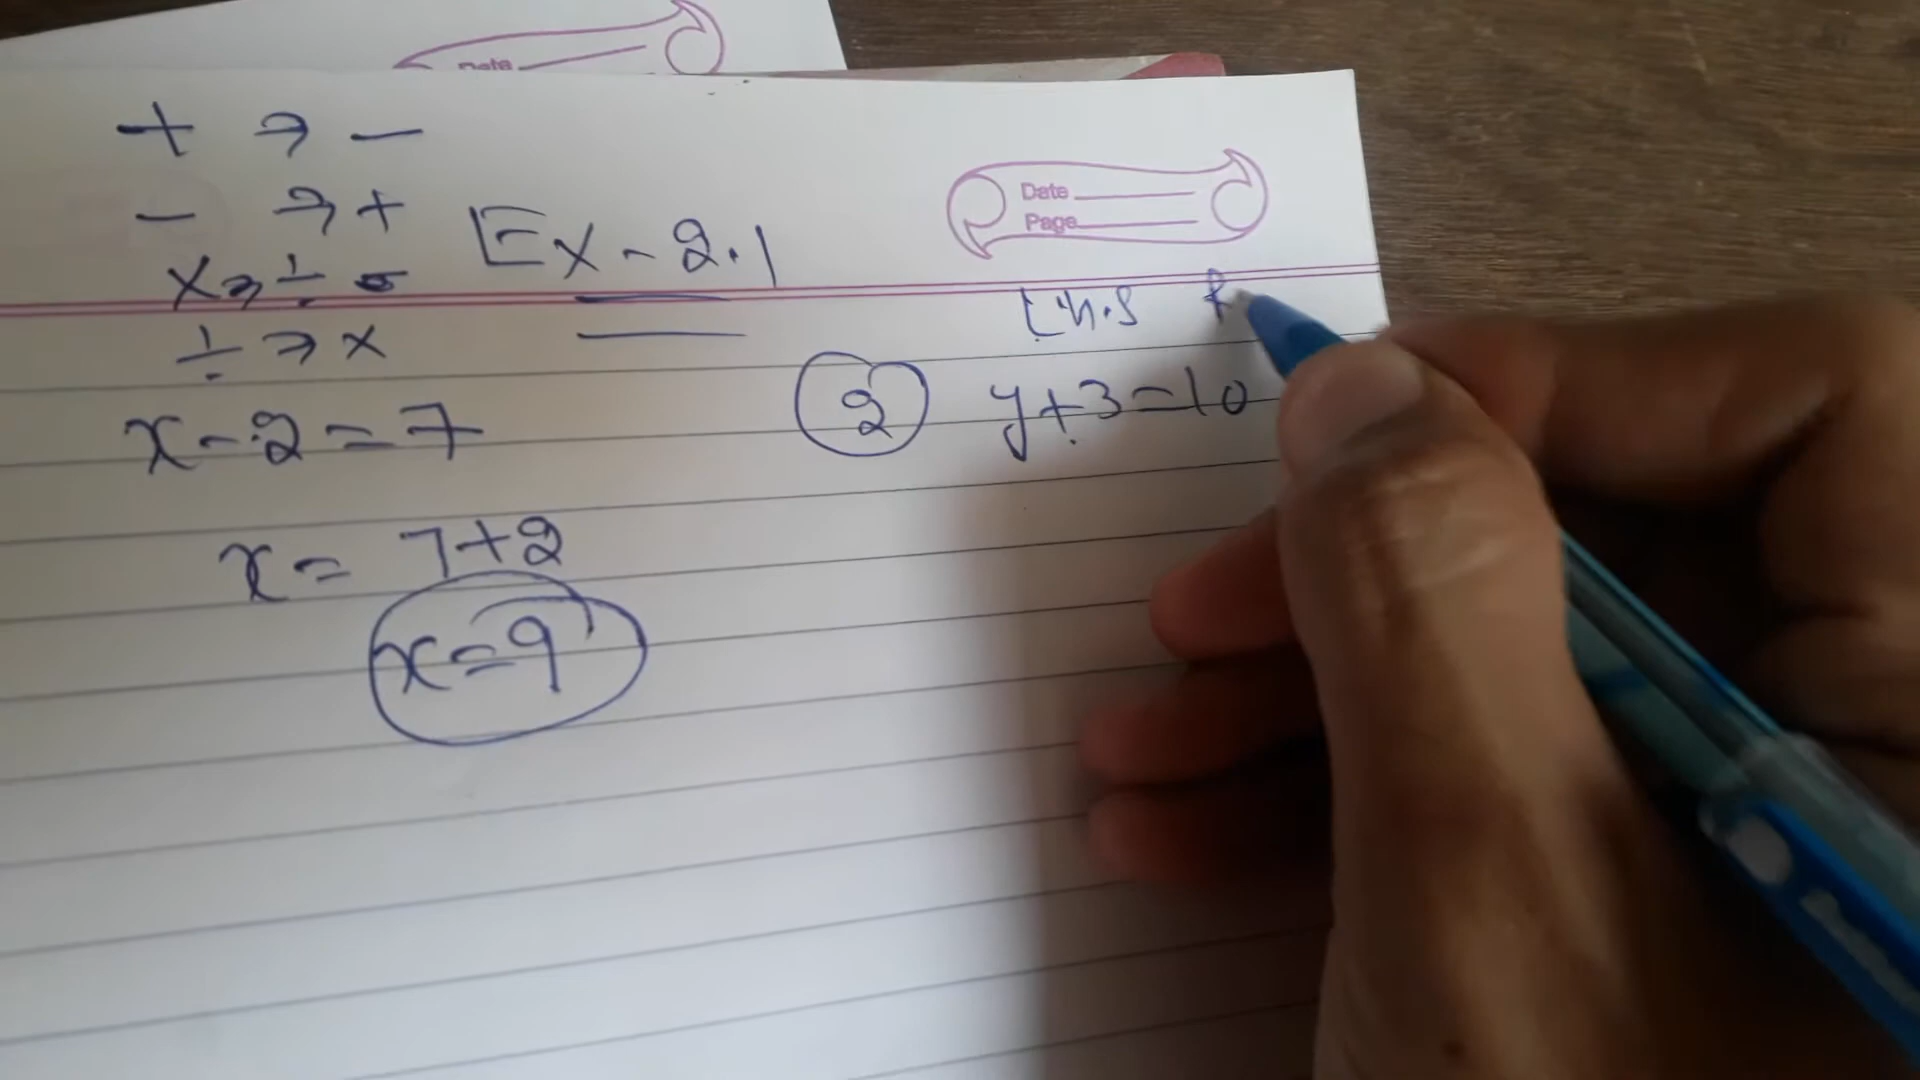 Date
+ ⇒ -
- ⇒ +
Ex - 2.1
x ⇒ ÷
÷ ⇒ x
x - 2 = 7
x = 7 + 2
x = 9
Date
Page
L.H.S R
2 y + 3 = 10